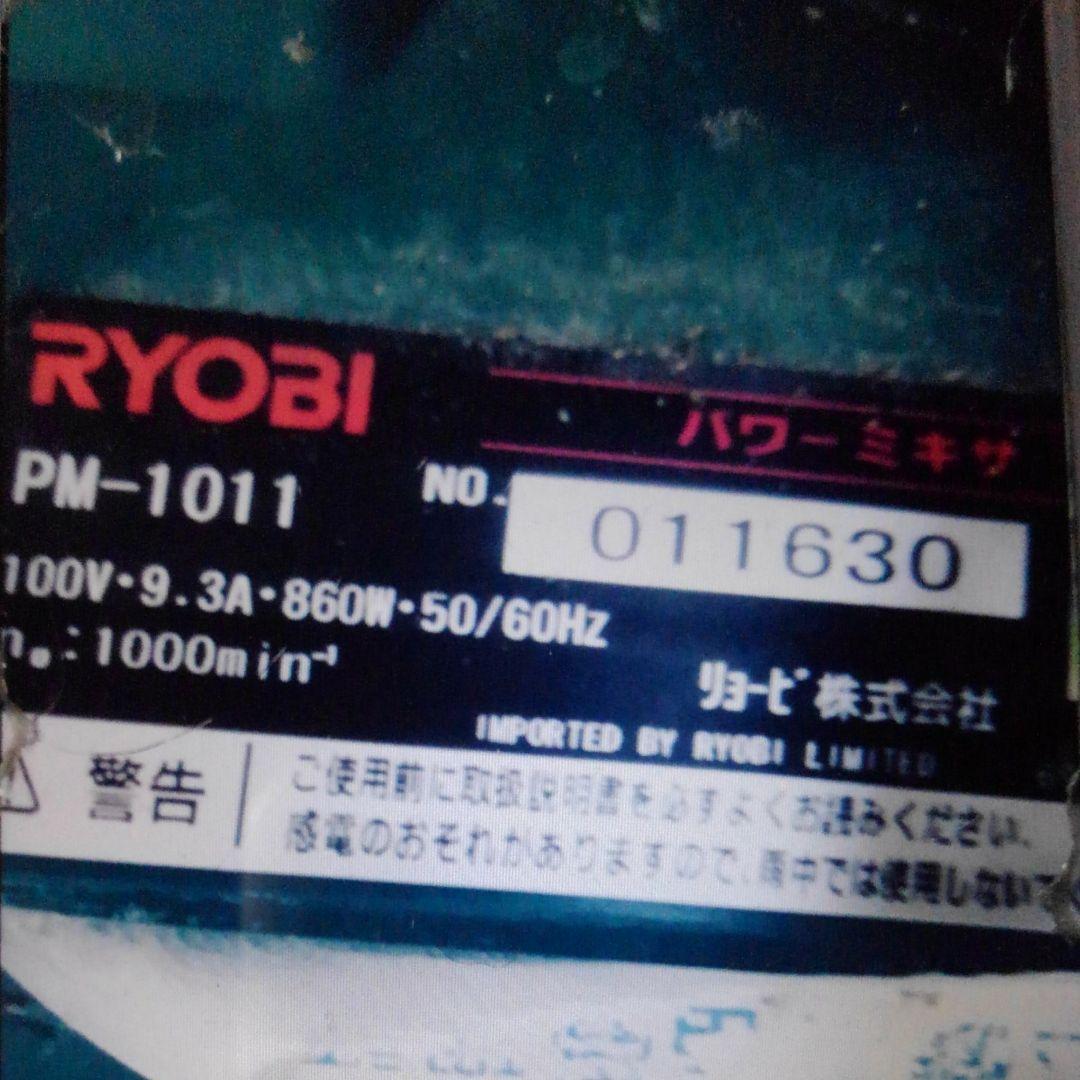 RYOBI
パワーミキサ
PM-1011 NO. 011630
100V・9.3A・860W・50/60Hz
n。: 1000min⁻¹
リョービ株式会社
IMPORTED BY RYOBI LIMITED
警告
ご使用前に取扱説明書を必ずよくお読みください。
感電のおそれがありますので、雨中では使用しない